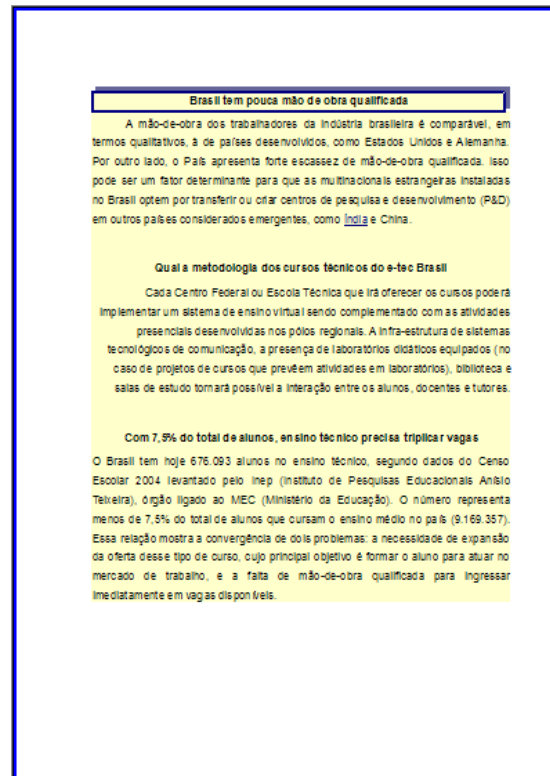 Brasil tem pouca mão de obra qualificada
A mão-de-obra dos trabalhadores da indústria brasileira é comparável, em
termos qualitativos, à de países desenvolvidos, como Estados Unidos e Alemanha.
Por outro lado, o País apresenta forte escassez de mão-de-obra qualificada. Isso
pode ser um fator determinante para que as multinacionais estrangeiras instaladas
no Brasil optem por transferir ou criar centros de pesquisa e desenvolvimento (P&D)
em outros países considerados emergentes, como Índia e China.
Qual a metodologia dos cursos técnicos do e-tec Brasil
Cada Centro Federal ou Escola Técnica que irá oferecer os cursos poderá
implementar um sistema de ensino virtual sendo complementado com as atividades
presenciais desenvolvidas nos pólos regionais. A infra-estrutura de sistemas
tecnológicos de comunicação, a presença de laboratórios didáticos equipados (no
caso de projetos de cursos que prevêem atividades em laboratórios), biblioteca e
salas de estudo tornará possível a interação entre os alunos, docentes e tutores.
Com 7,5% do total de alunos, ensino técnico precisa triplicar vagas
O Brasil tem hoje 676.093 alunos no ensino técnico, segundo dados do Censo
Escolar 2004 levantado pelo Inep (Instituto de Pesquisas Educacionais Anísio
Teixeira), órgão ligado ao MEC (Ministério da Educação). O número representa
menos de 7,5% do total de alunos que cursam o ensino médio no país (9.169.357).
Essa relação mostra a convergência de dois problemas: a necessidade de expansão
da oferta desse tipo de curso, cujo principal objetivo é formar o aluno para atuar no
mercado de trabalho, e a falta de mão-de-obra qualificada para ingressar
imediatamente em vagas disponíveis.